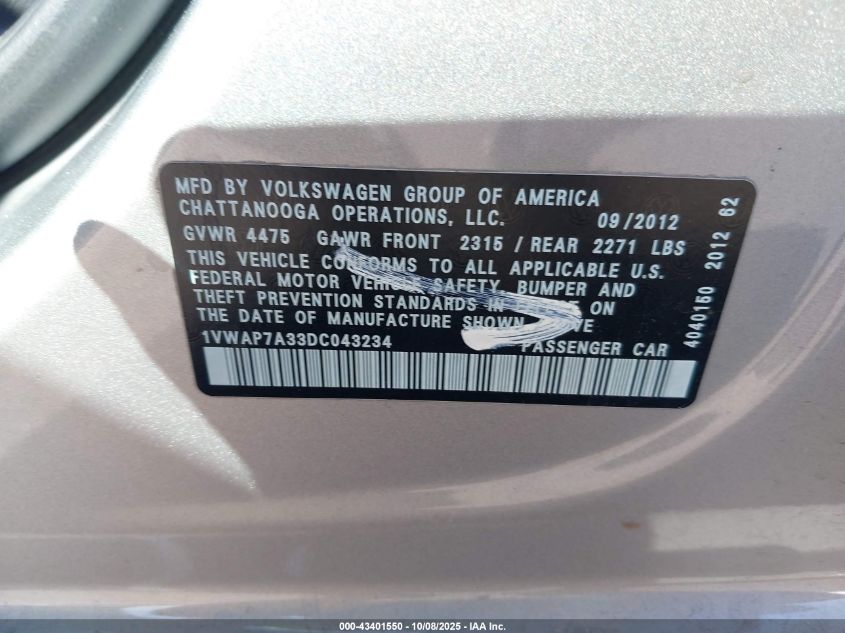 MFD BY VOLKSWAGEN GROUP OF AMERICA
CHATTANOOGA OPERATIONS, LLC. 09/2012
GVWR 4475 GAWR FRONT 2315 / REAR 2271 LBS
THIS VEHICLE CONFORMS TO ALL APPLICABLE U.S.
FEDERAL MOTOR VEHICLE SAFETY, BUMPER AND
THEFT PREVENTION STANDARDS IN EFFECT ON
THE DATE OF MANUFACTURE SHOWN ABOVE
1VWAP7A33DC043234 PASSENGER CAR
4040150 2012 62
000-43401550 - 10/08/2025 - IAA Inc.